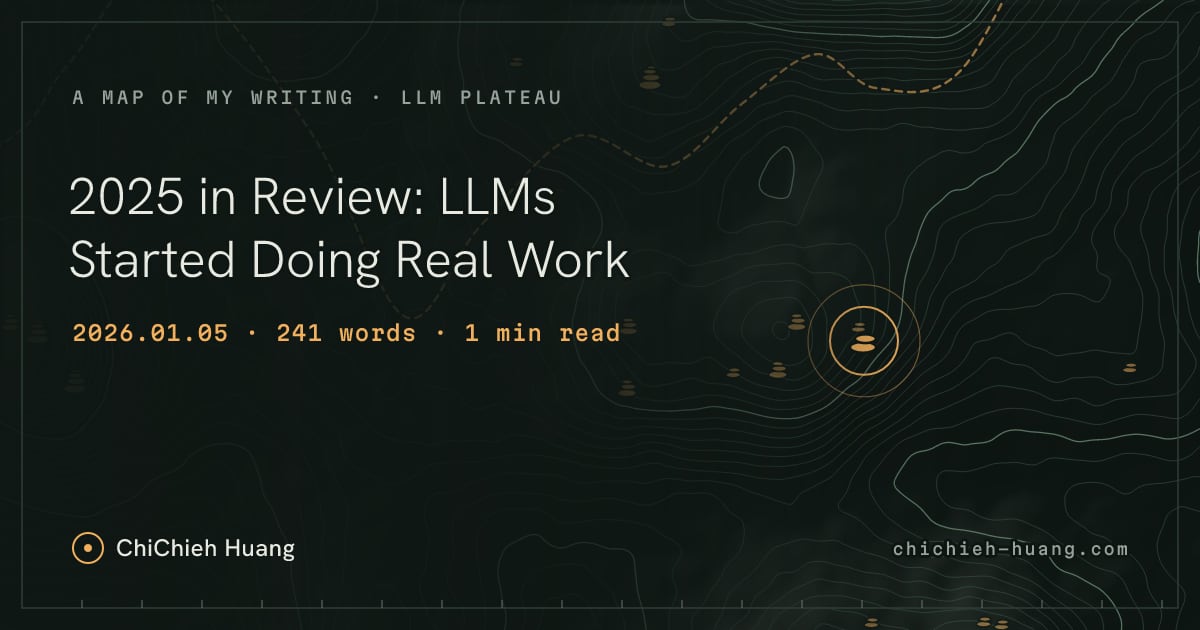 A MAP OF MY WRITING · LLM PLATEAU
2025 in Review: LLMs
Started Doing Real Work
2026.01.05 · 241 words · 1 min read
ChiChieh Huang
chichieh-huang.com